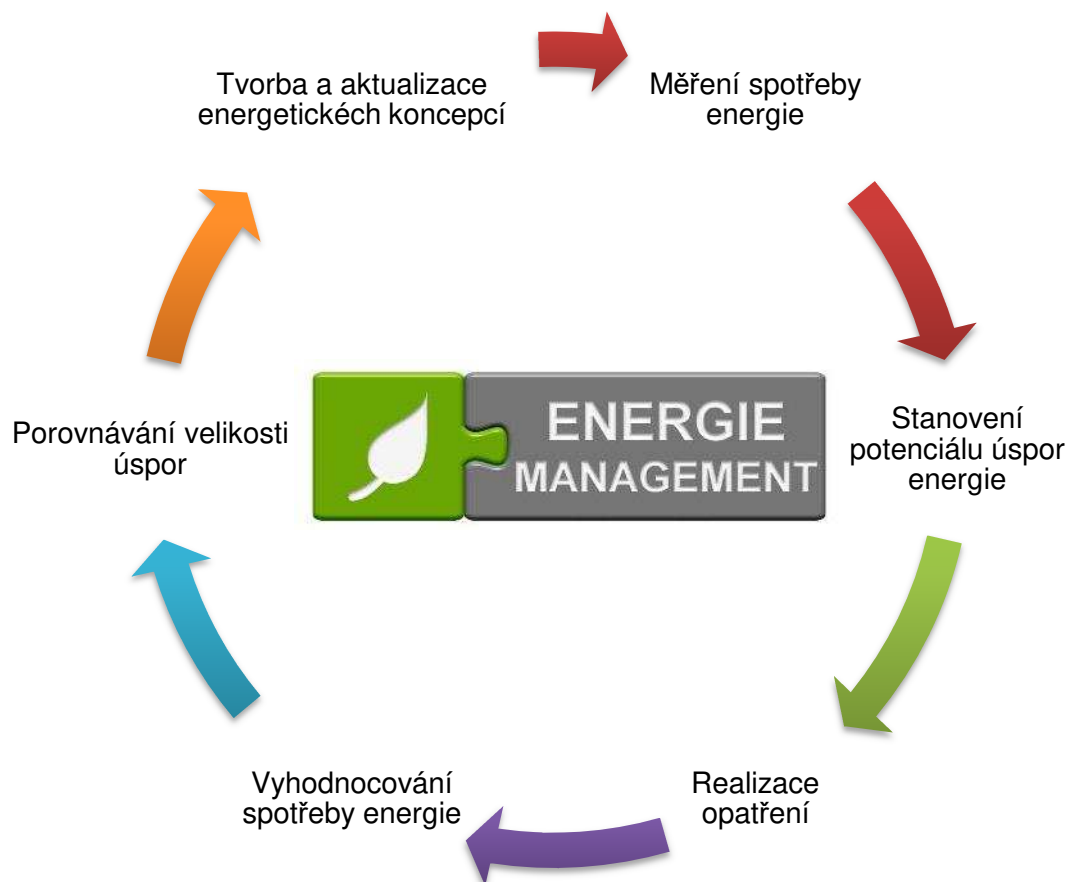 Tvorba a aktualizace
energetickéch koncepcí
Měření spotřeby
energie
Stanovení
potenciálu úspor
energie
Realizace
opatření
Vyhodnocování
spotřeby energie
Porovnávání velikosti
úspor
ENERGIE
MANAGEMENT